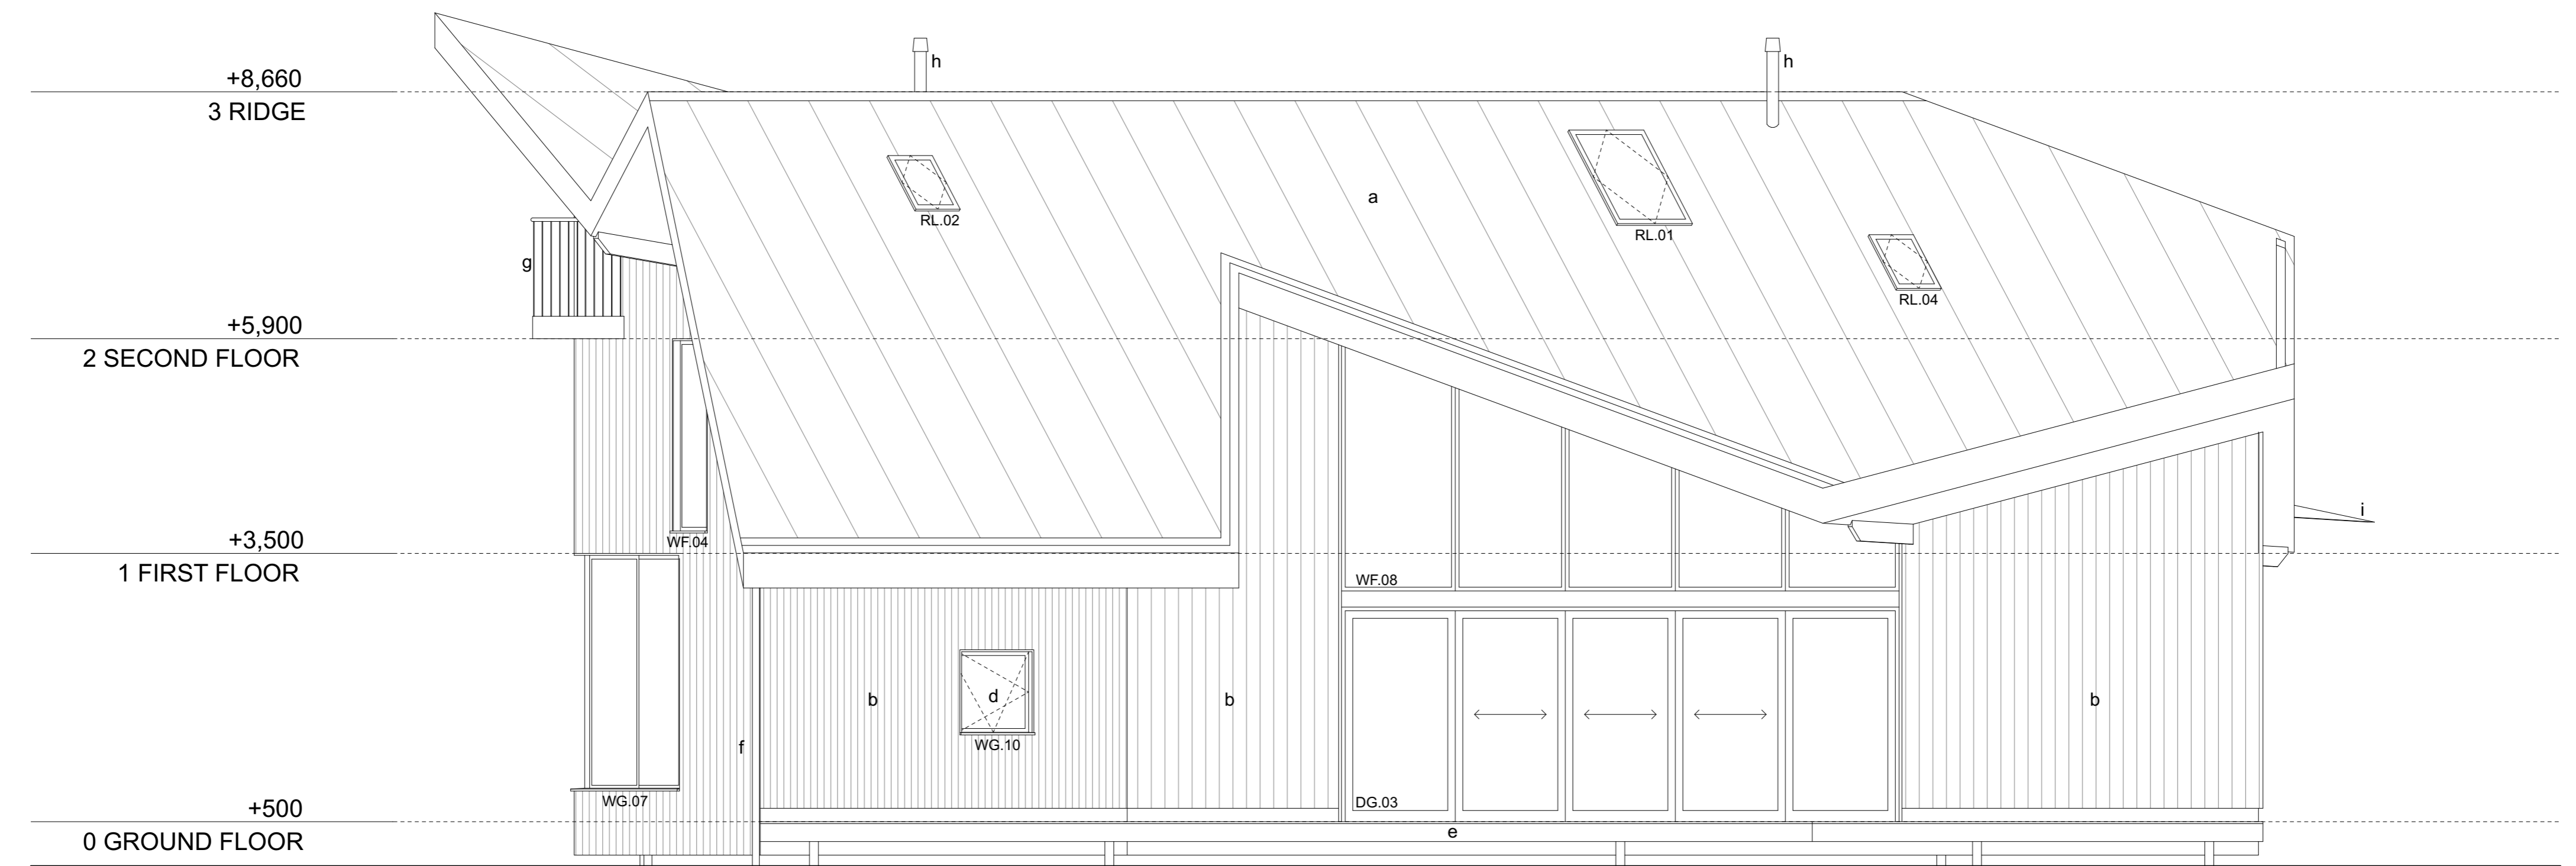 h
h
+8,660
3 RIDGE
a
RL.02
RL.01
g
RL.04
+5,900
2 SECOND FLOOR
i
+3,500
WF.04
1 FIRST FLOOR
WF.08
b
d
b
b
WG.10
f
WG.07
DG.03
+500
e
0 GROUND FLOOR